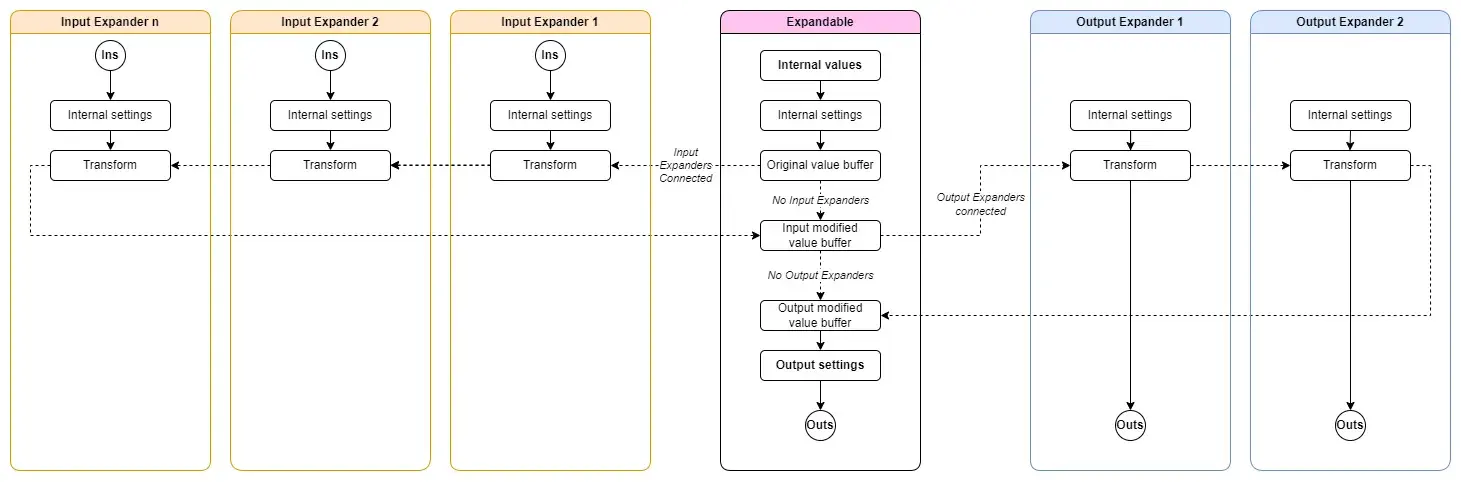 Input Expander n
Input Expander 2
Input Expander 1
Expandable
Output Expander 1
Output Expander 2
Ins
Ins
Ins
Internal values
Internal settings
Internal settings
Internal settings
Internal settings
Internal settings
Internal settings
Transform
Transform
Transform
Input
Expanders
Connected
Original value buffer
Transform
Transform
No Input Expanders
Output Expanders
connected
Input modified
value buffer
No Output Expanders
Output modified
value buffer
Output settings
Outs
Outs
Outs